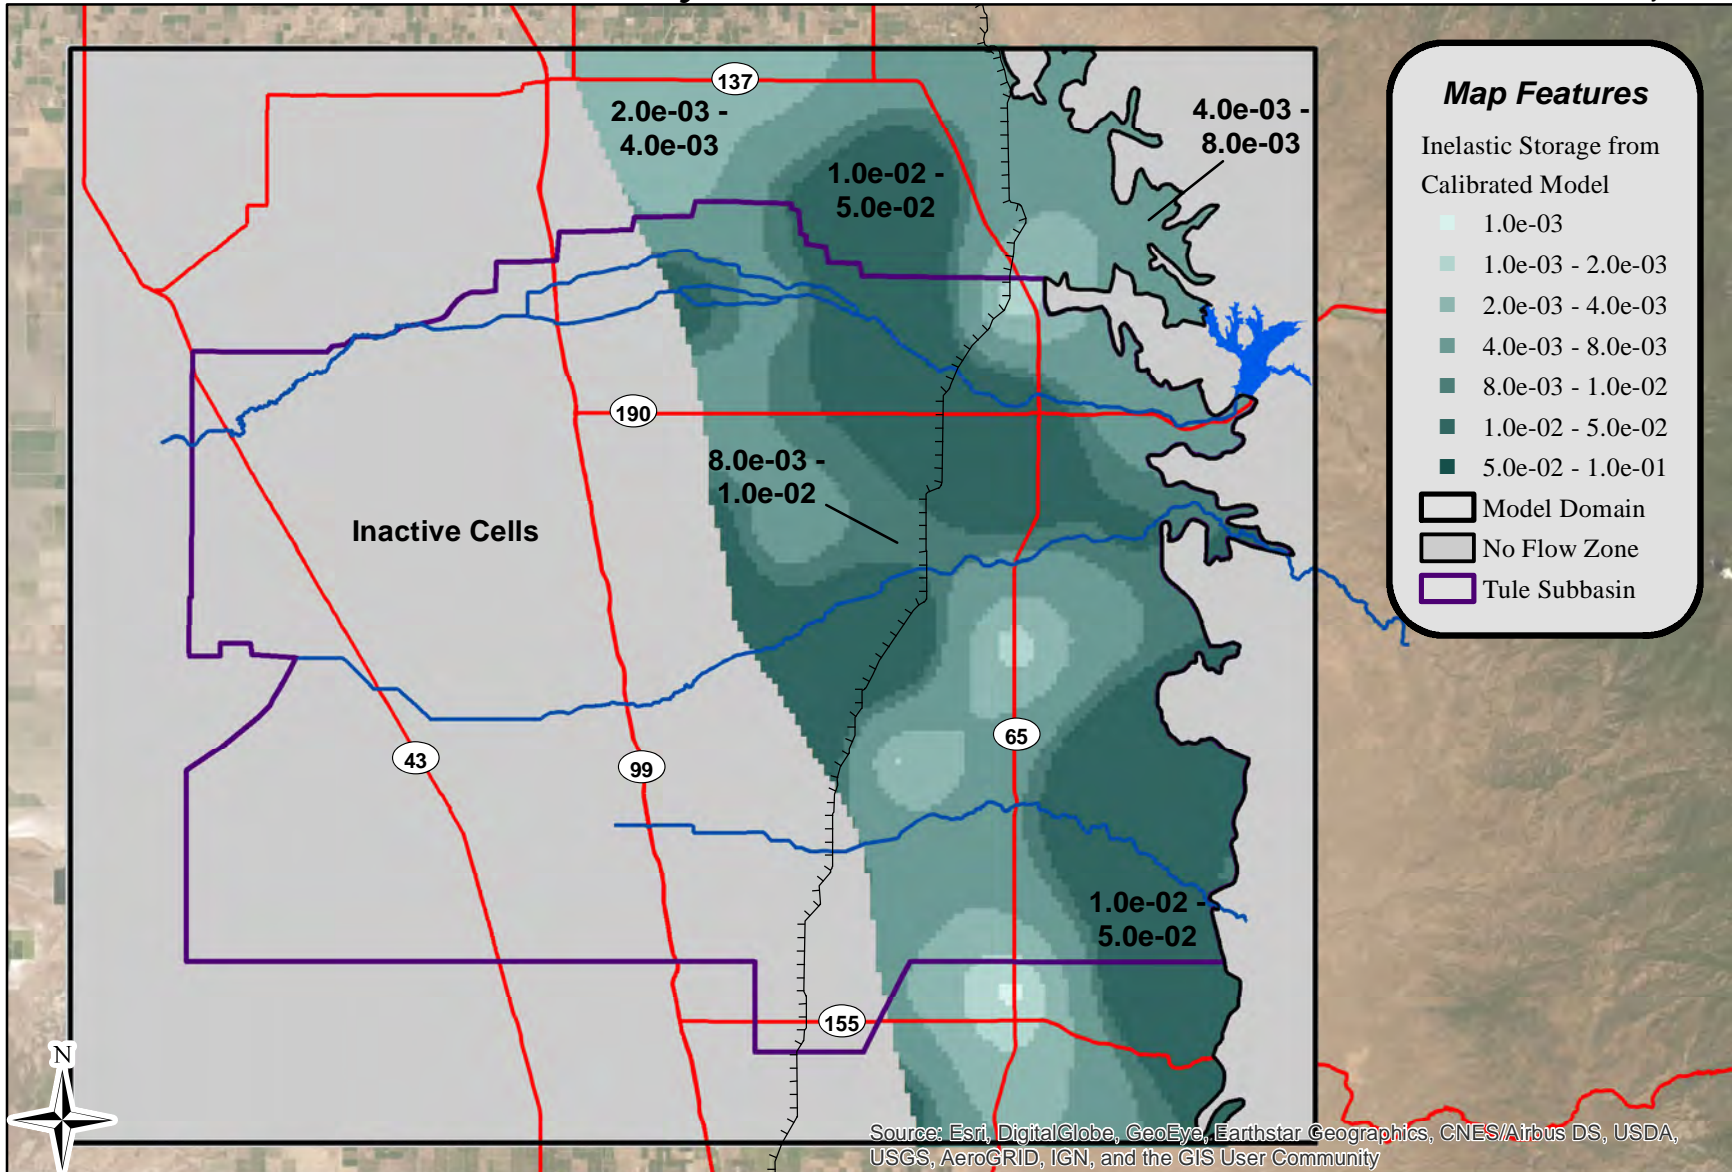 137
2.0e-03 -
4.0e-03
1.0e-02 -
5.0e-02
4.0e-03 -
8.0e-03
190
8.0e-03 -
1.0e-02
Inactive Cells
43
99
65
1.0e-02 -
5.0e-02
155
N
Map Features
Inelastic Storage from
Calibrated Model
1.0e-03
1.0e-03 - 2.0e-03
2.0e-03 - 4.0e-03
4.0e-03 - 8.0e-03
8.0e-03 - 1.0e-02
1.0e-02 - 5.0e-02
5.0e-02 - 1.0e-01
Model Domain
No Flow Zone
Tule Subbasin
Source: Esri, DigitalGlobe, GeoEye, Earthstar Geographics, CNES/Airbus DS, USDA,
USGS, AeroGRID, IGN, and the GIS User Community